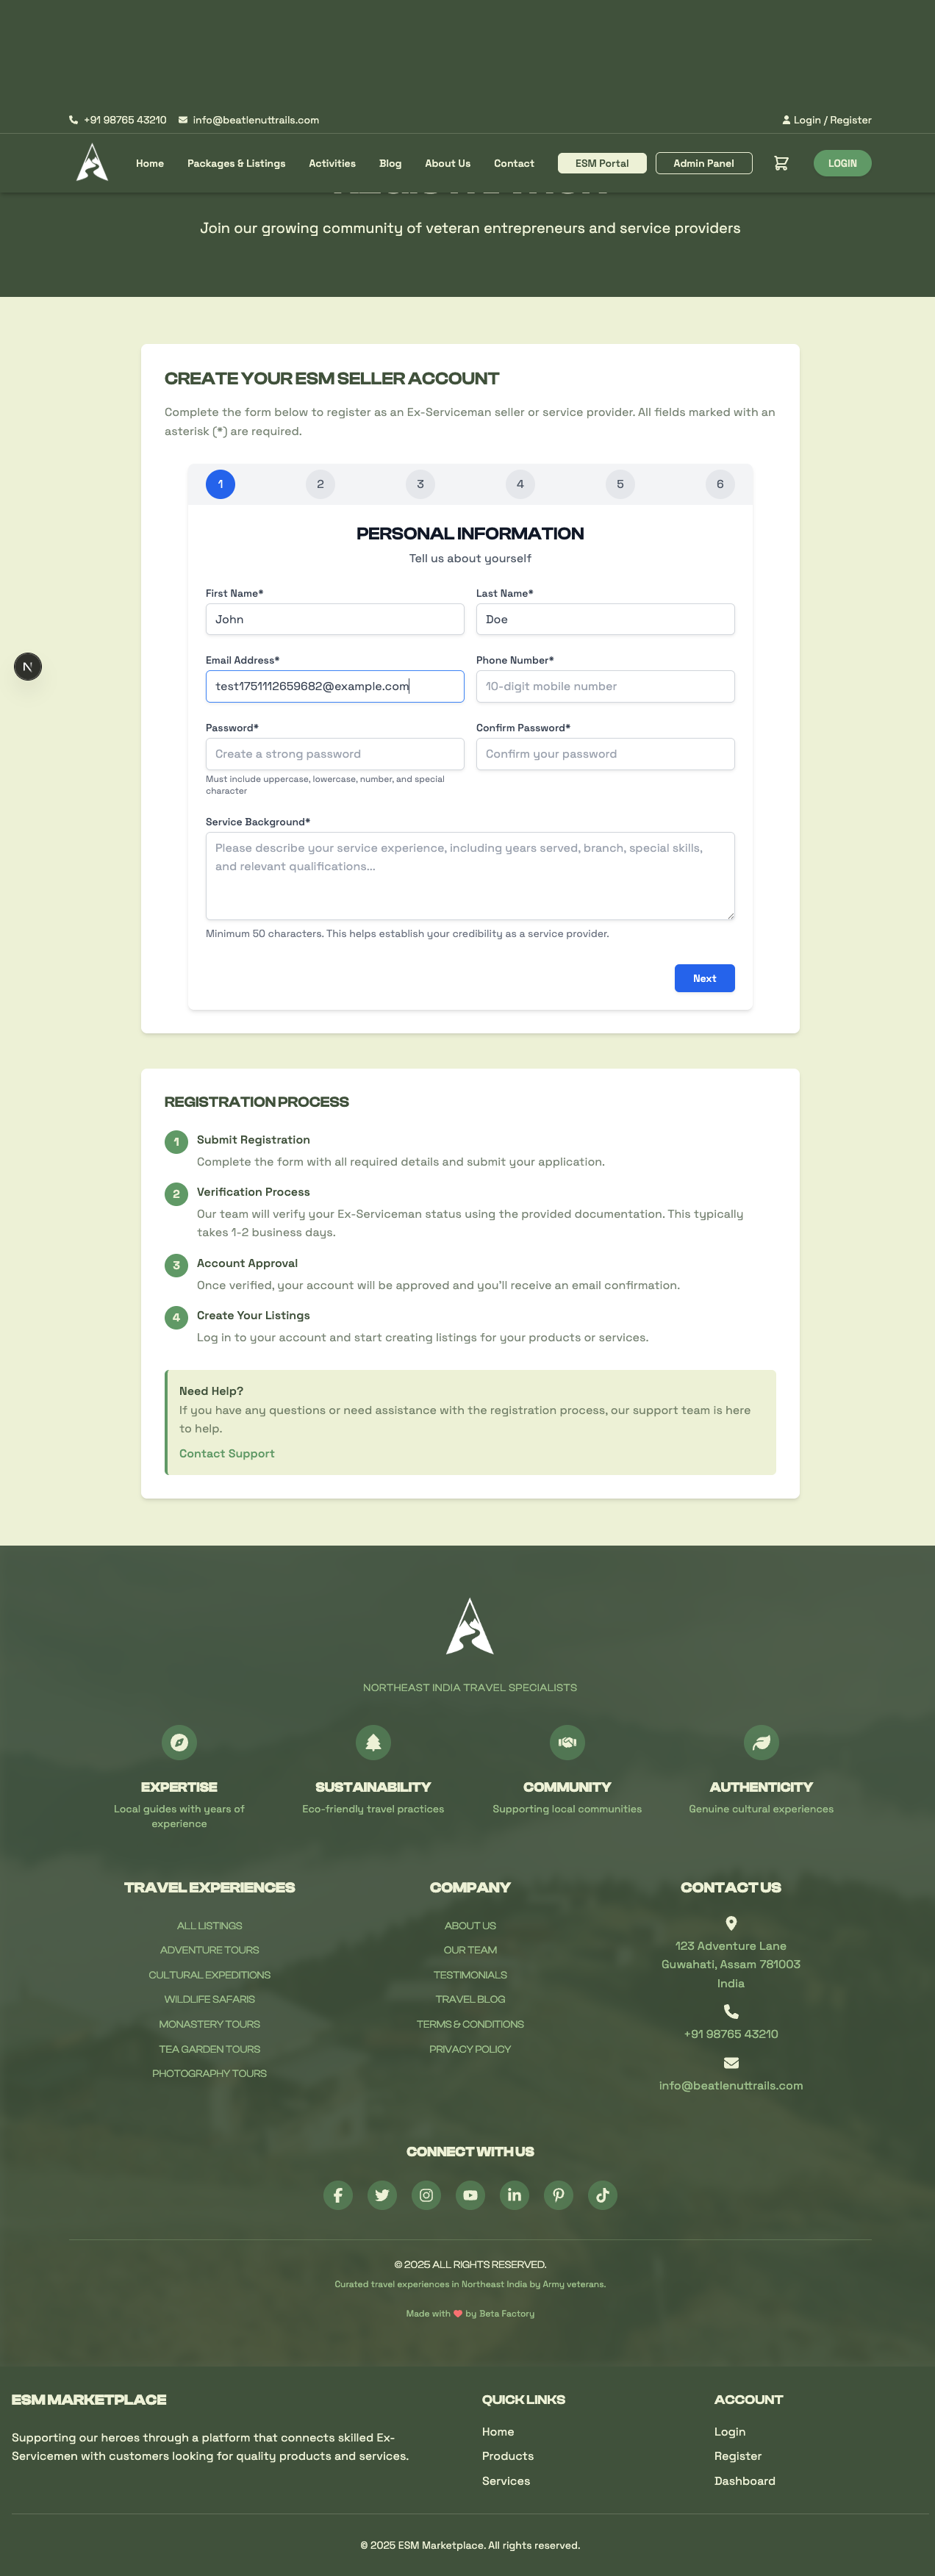 +91 98765 43210 info@beatlenuttrails.com Login / Register
Home Packages & Listings Activities Blog About Us Contact ESM Portal Admin Panel LOGIN
Join our growing community of veteran entrepreneurs and service providers
CREATE YOUR ESM SELLER ACCOUNT
Complete the form below to register as an Ex-Serviceman seller or service provider. All fields marked with an
asterisk (*) are required.
1 2 3 4 5 6
PERSONAL INFORMATION
Tell us about yourself
First Name* Last Name*
John Doe
Email Address* Phone Number*
test1751112659682@example.com 10-digit mobile number
N
Password* Confirm Password*
Create a strong password Confirm your password
Must include uppercase, lowercase, number, and special
character
Service Background*
Please describe your service experience, including years served, branch, special skills,
and relevant qualifications...
Minimum 50 characters. This helps establish your credibility as a service provider.
Next
REGISTRATION PROCESS
1 Submit Registration
Complete the form with all required details and submit your application.
2 Verification Process
Our team will verify your Ex-Serviceman status using the provided documentation. This typically
takes 1-2 business days.
3 Account Approval
Once verified, your account will be approved and you'll receive an email confirmation.
4 Create Your Listings
Log in to your account and start creating listings for your products or services.
Need Help?
If you have any questions or need assistance with the registration process, our support team is here
to help.
Contact Support
NORTHEAST INDIA TRAVEL SPECIALISTS
EXPERTISE SUSTAINABILITY COMMUNITY AUTHENTICITY
Local guides with years of
experience
Eco-friendly travel practices
Supporting local communities
Genuine cultural experiences
TRAVEL EXPERIENCES
ALL LISTINGS
ADVENTURE TOURS
CULTURAL EXPEDITIONS
WILDLIFE SAFARIS
MONASTERY TOURS
TEA GARDEN TOURS
PHOTOGRAPHY TOURS
COMPANY
ABOUT US
OUR TEAM
TESTIMONIALS
TRAVEL BLOG
TERMS & CONDITIONS
PRIVACY POLICY
CONTACT US
123 Adventure Lane
Guwahati, Assam 781003
India
+91 98765 43210
info@beatlenuttrails.com
CONNECT WITH US
© 2025 ALL RIGHTS RESERVED.
Curated travel experiences in Northeast India by Army veterans.
Made with ❤ by Beta Factory
ESM MARKETPLACE
Supporting our heroes through a platform that connects skilled Ex-
Servicemen with customers looking for quality products and services.
QUICK LINKS
Home
Products
Services
ACCOUNT
Login
Register
Dashboard
© 2025 ESM Marketplace. All rights reserved.